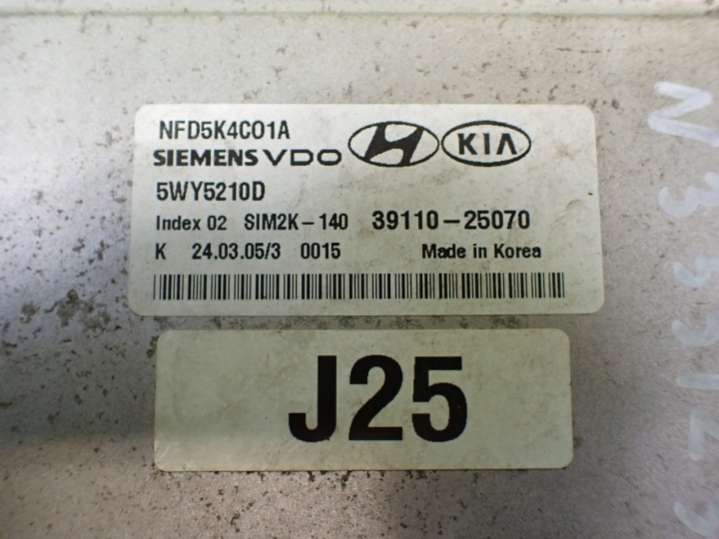 NFD5K4C01A
SIEMENS VDO H KIA
5WY5210D
Index 02 SIM2K-140 39110-25070
K 24.03.05/3 0015 Made in Korea
J25